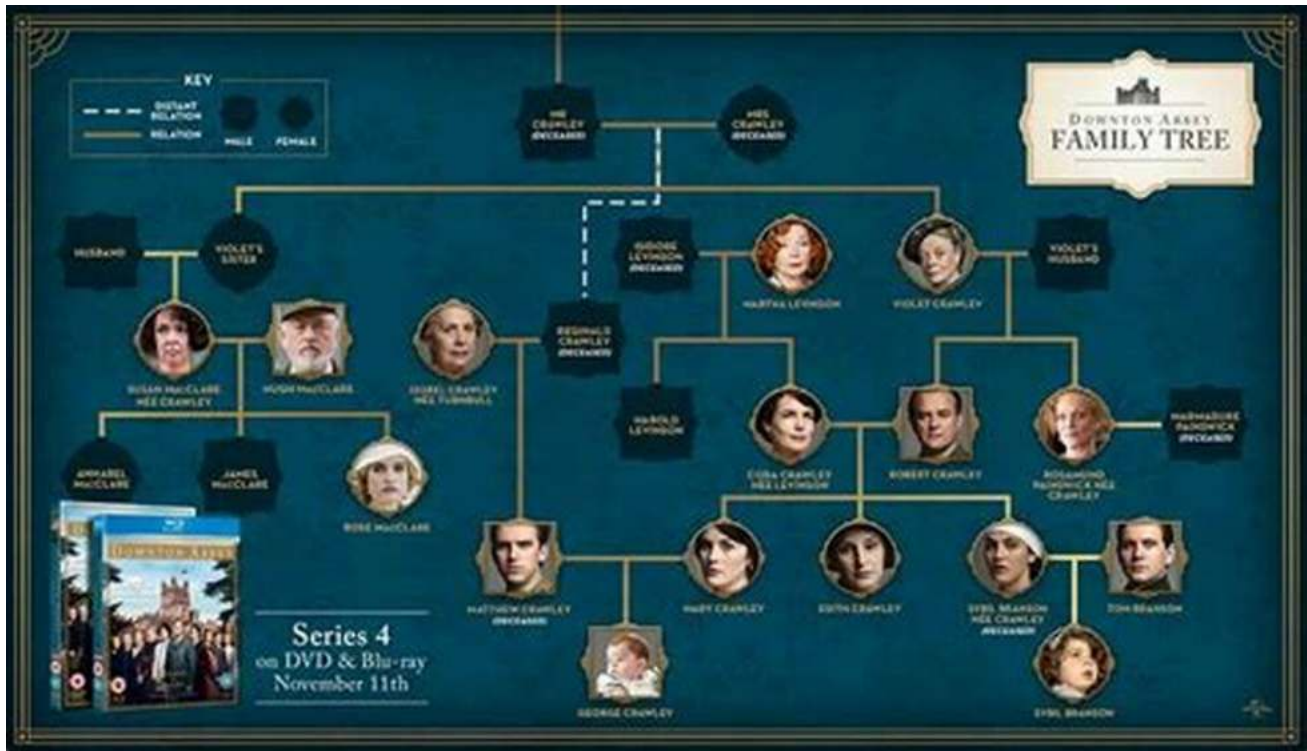 KEY
DISTANT
RELATION
RELATION
MALE
FEMALE
MR
CRAWLEY
(DECEASED)
MRS
CRAWLEY
(DECEASED)
DOWNTON ABBEY
FAMILY TREE
HUSBAND
VIOLET'S
SISTER
ISIDORE
LEVINSON
(DECEASED)
MARTHA LEVINSON
VIOLET CRAWLEY
VIOLET'S
HUSBAND
SUSAN MACCLARE
NÉE CRAWLEY
HUGH MACCLARE
ISOBEL CRAWLEY
NÉE TURNBULL
REGINALD
CRAWLEY
(DECEASED)
HAROLD
LEVINSON
CORA CRAWLEY
NÉE LEVINSON
ROBERT CRAWLEY
ROSAMUND
PAINSWICK NÉE
CRAWLEY
MARMADUKE
PAINSWICK
(DECEASED)
ANNABEL
MACCLARE
JAMES
MACCLARE
ROSE MACCLARE
MATTHEW CRAWLEY
(DECEASED)
MARY CRAWLEY
EDITH CRAWLEY
SYBIL BRANSON
NÉE CRAWLEY
(DECEASED)
TOM BRANSON
GEORGE CRAWLEY
SYBIL BRANSON
DOWNTON ABBEY
Series 4
on DVD & Blu-ray
November 11th